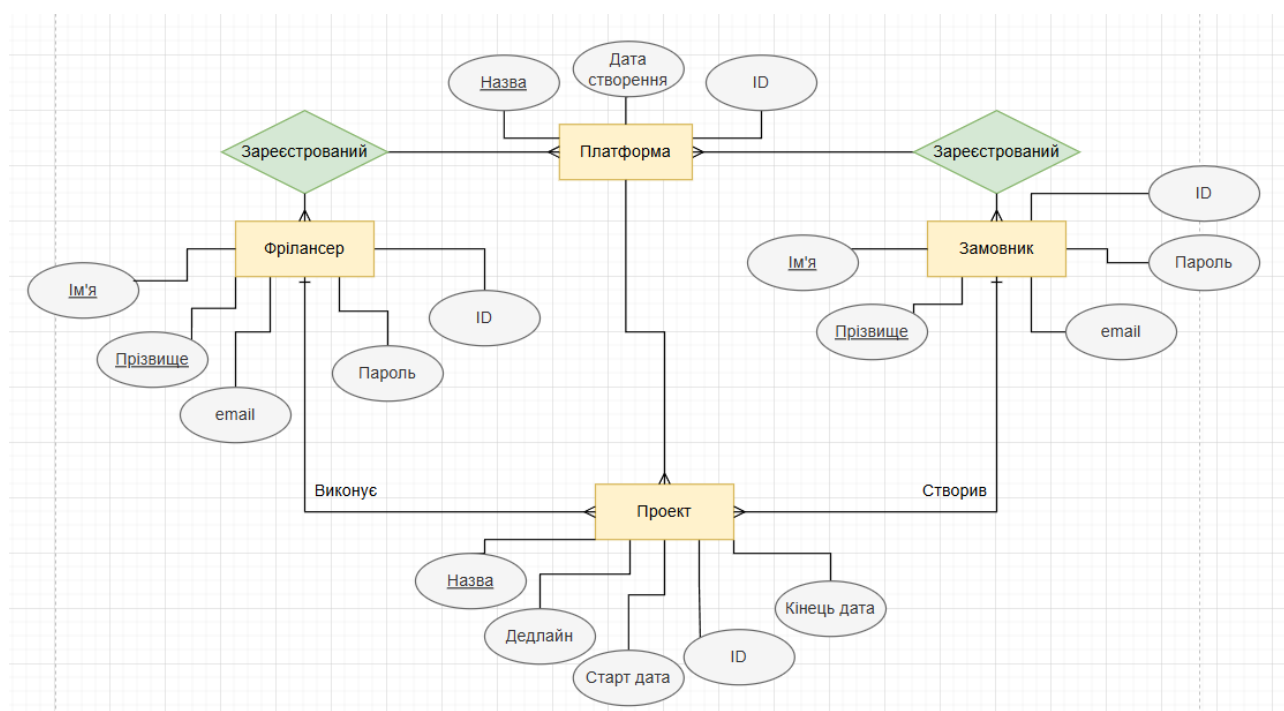 Дата
створення
Назва
ID
Зареєстрований
Платформа
Зареєстрований
ID
Фрілансер
Замовник
Ім'я
Ім'я
Пароль
ID
Прізвище
Прізвище
email
Пароль
email
Виконує
Створив
Проект
Назва
Кінець дата
Дедлайн
ID
Старт дата